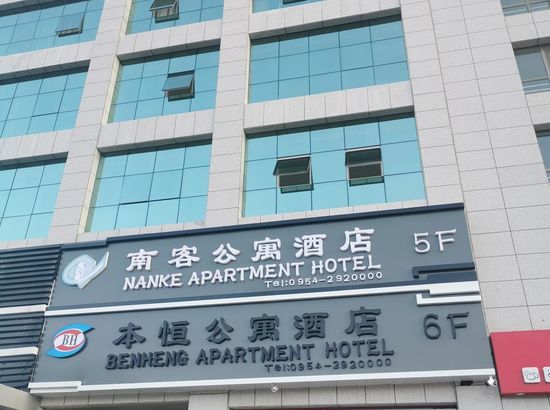 南客公寓酒店 5F
NANKE APARTMENT HOTEL
Tel:0954-2920000
BH 本恒公寓酒店 6F
BENHENG APARTMENT HOTEL
Tel:0954-2920000